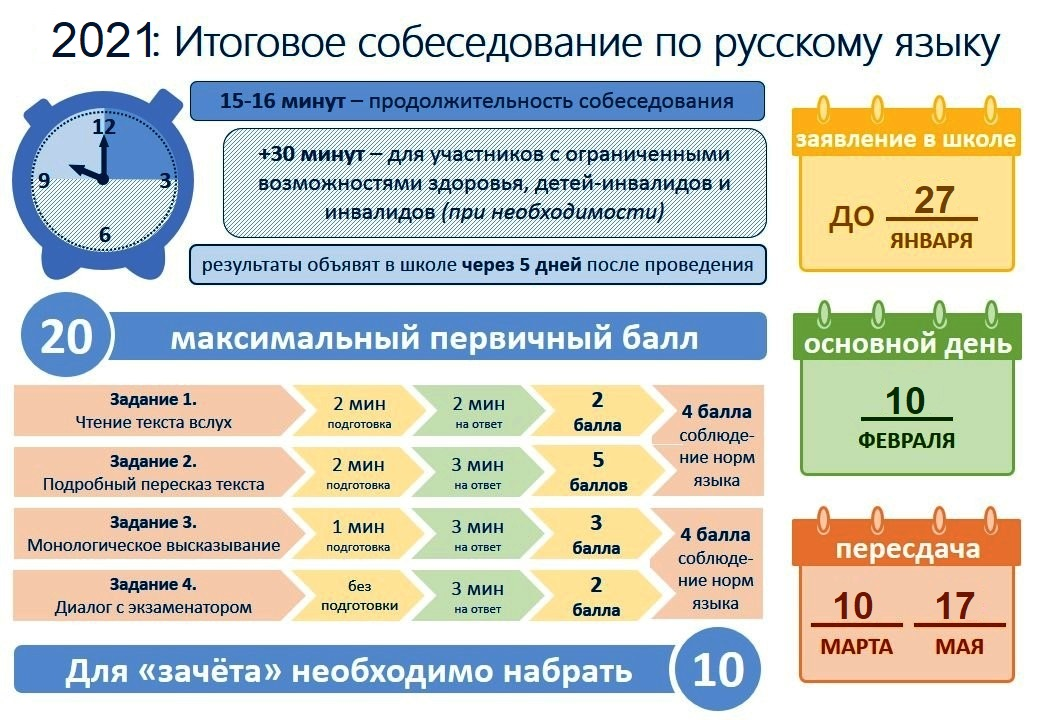 2021: Итоговое собеседование по русскому языку
12
9
3
6
15-16 минут – продолжительность собеседования
+30 минут – для участников с ограниченными
возможностями здоровья, детей-инвалидов и
инвалидов (при необходимости)
результаты объявят в школе через 5 дней после проведения
20
максимальный первичный балл
Задание 1.
Чтение текста вслух
2 мин
подготовка
2 мин
на ответ
2
балла
Задание 2.
Подробный пересказ текста
2 мин
подготовка
3 мин
на ответ
5
баллов
4 балла
соблюде-
ние норм
языка
Задание 3.
Монологическое высказывание
1 мин
подготовка
3 мин
на ответ
3
балла
Задание 4.
Диалог с экзаменатором
без
подготовки
3 мин
на ответ
2
балла
4 балла
соблюде-
ние норм
языка
Для «зачёта» необходимо набрать
10
заявление в школе
ДО 27
ЯНВАРЯ
основной день
10
ФЕВРАЛЯ
пересдача
10
МАРТА
17
МАЯ